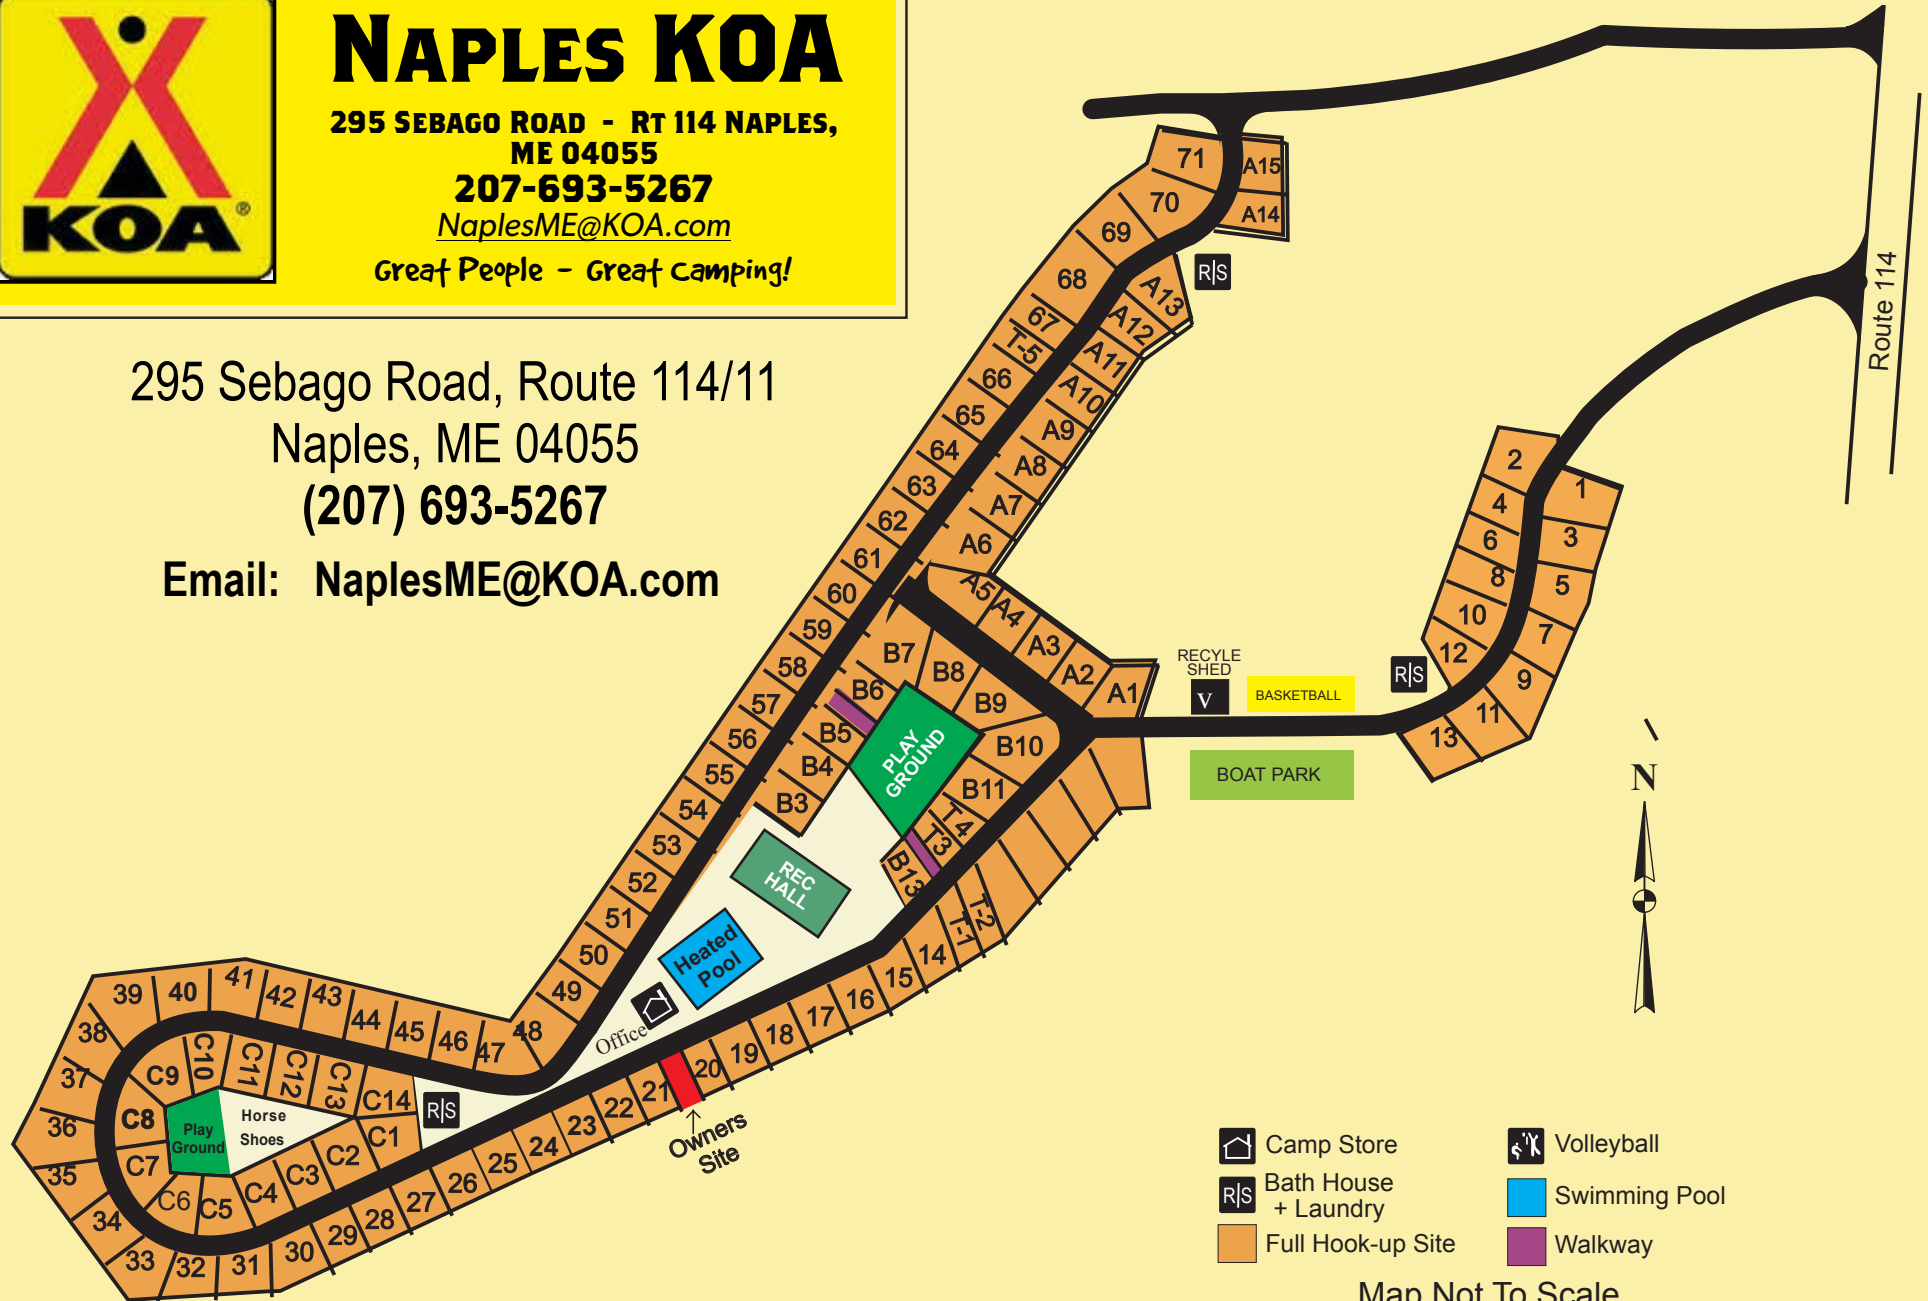 NAPLES KOA
295 SEBAGO ROAD - RT 114 NAPLES,
ME 04055
207-693-5267
NaplesME@KOA.com
Great People - Great Camping!
KOA®
295 Sebago Road, Route 114/11
Naples, ME 04055
(207) 693-5267
Email: NaplesME@KOA.com
71
A15
70
A14
69
R|S
68
A13
67
A12
T-5
A11
66
A10
65
A9
64
A8
63
A7
62
A6
61
A5
60
A4
59
A3
58
A2
57
A1
56
55
54
53
52
51
50
49
48
47
46
45
44
43
42
41
40
39
38
37
36
35
34
33
32
31
30
29
28
27
26
25
24
23
22
21
20
19
18
17
16
15
14
T-1
T-2
B7
B8
B6
B9
B5
B10
B4
B11
B3
T4
T3
B13
PLAY
GROUND
REC
HALL
Heated
Pool
Office
Owners
Site
C10
C11
C12
C13
C14
C9
C8
C7
C6
C5
C4
C3
C2
C1
Play
Ground
Horse
Shoes
R|S
RECYLE
SHED
V
BASKETBALL
BOAT PARK
R|S
2
1
4
3
6
5
8
7
10
9
12
11
13
Route 114
N
Camp Store
R|S Bath House
+ Laundry
Full Hook-up Site
Volleyball
Swimming Pool
Walkway
Map Not To Scale